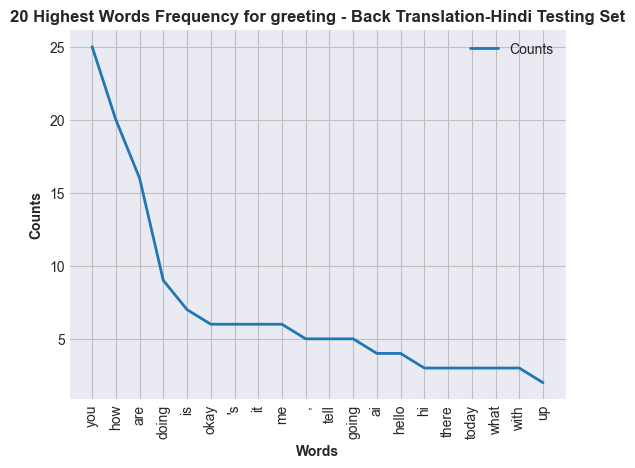 20 Highest Words Frequency for greeting - Back Translation-Hindi Testing Set
Counts
25
20
15
10
5
Counts
you
how
are
doing
is
okay
's
it
me
,
tell
going
ai
hello
hi
there
today
what
with
up
Words